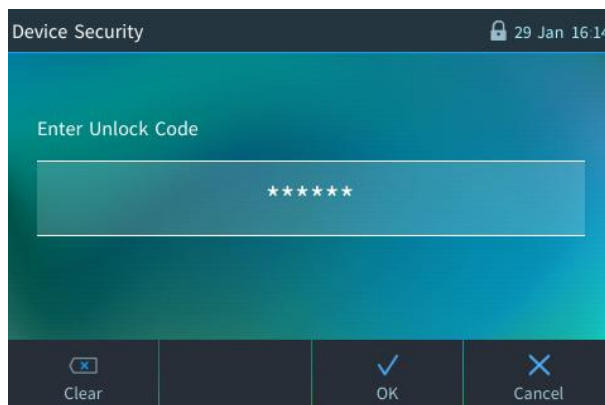 Device Security 29 Jan 16:14
Enter Unlock Code
******
Clear OK Cancel